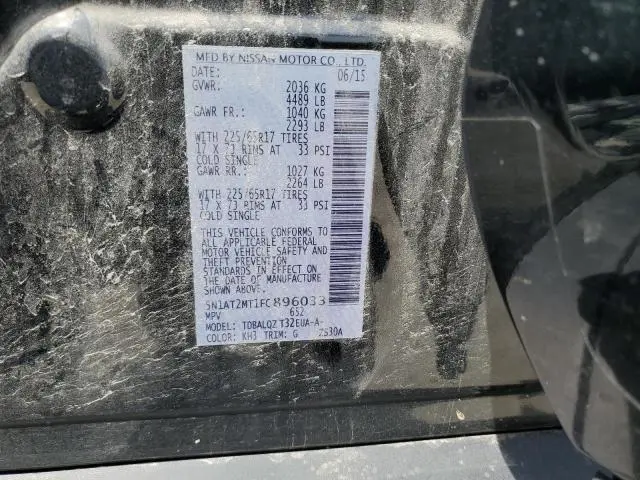 MFD BY NISSAN MOTOR CO., LTD.
DATE: 06/15
GVWR: 2036 KG
4489 LB
GAWR FR.: 1040 KG
2293 LB
WITH 225/65R17 TIRES
17 X 7J RIMS AT 33 PSI
COLD SINGLE
GAWR RR.: 1027 KG
2264 LB
WITH 225/65R17 TIRES
17 X 7J RIMS AT 33 PSI
COLD SINGLE
THIS VEHICLE CONFORMS TO
ALL APPLICABLE FEDERAL
MOTOR VEHICLE SAFETY AND
THEFT PREVENTION
STANDARDS IN EFFECT ON
THE DATE OF MANUFACTURE
SHOWN ABOVE.
5N1AT2MT1FC896033
MPV 652
MODEL: TDBALQZ T32EUA-A-
COLOR: KH3 TRIM: G 2530A